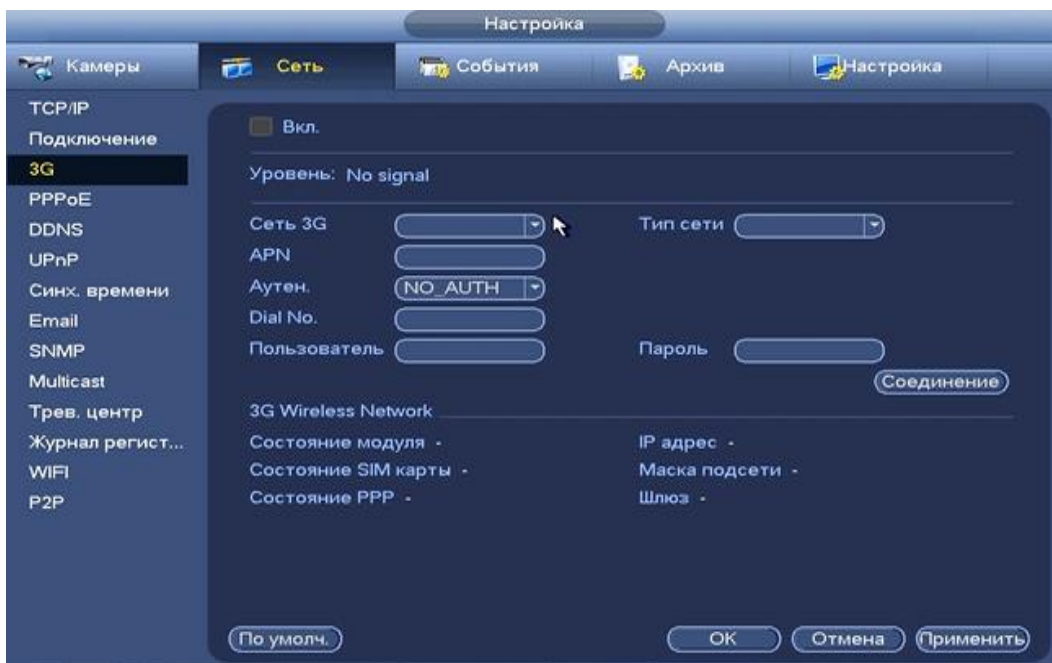 Настройка
Камеры Сеть События Архив Настройка
TCP/IP
Подключение
3G
PPPoE
DDNS
UPnP
Синх. времени
Email
SNMP
Multicast
Трев. центр
Журнал регист...
WIFI
P2P
Вкл.
Уровень: No signal
Сеть 3G Тип сети
APN
Аутен. NO_AUTH
Dial No.
Пользователь Пароль
Соединение
3G Wireless Network
Состояние модуля - IP адрес -
Состояние SIM карты - Маска подсети -
Состояние PPP - Шлюз -
По умолч. OK Отмена Применить